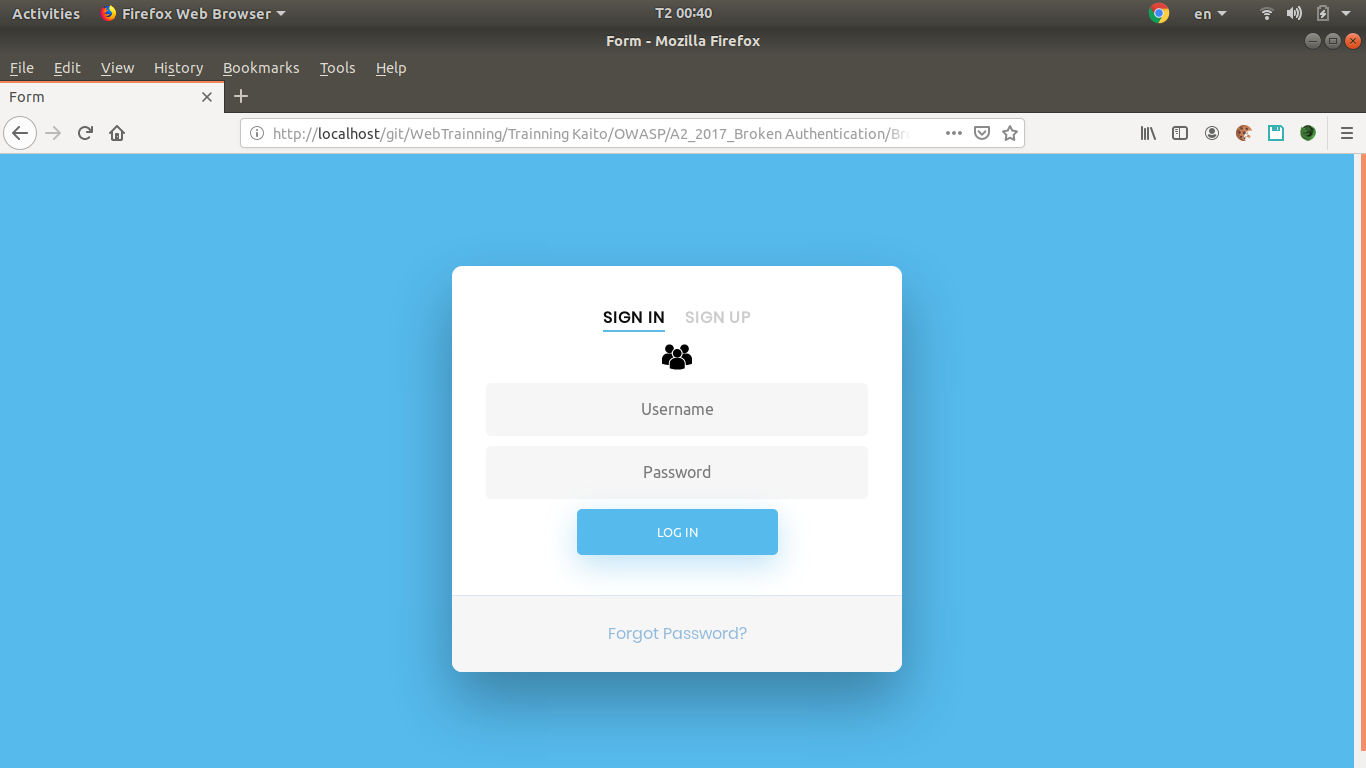 Activities Firefox Web Browser T2 00:40 en
Form - Mozilla Firefox
File Edit View History Bookmarks Tools Help
Form
http://localhost/git/WebTrainning/Trainning Kaito/OWASP/A2_2017_Broken Authentication/Br
SIGN IN SIGN UP
Username
Password
LOG IN
Forgot Password?